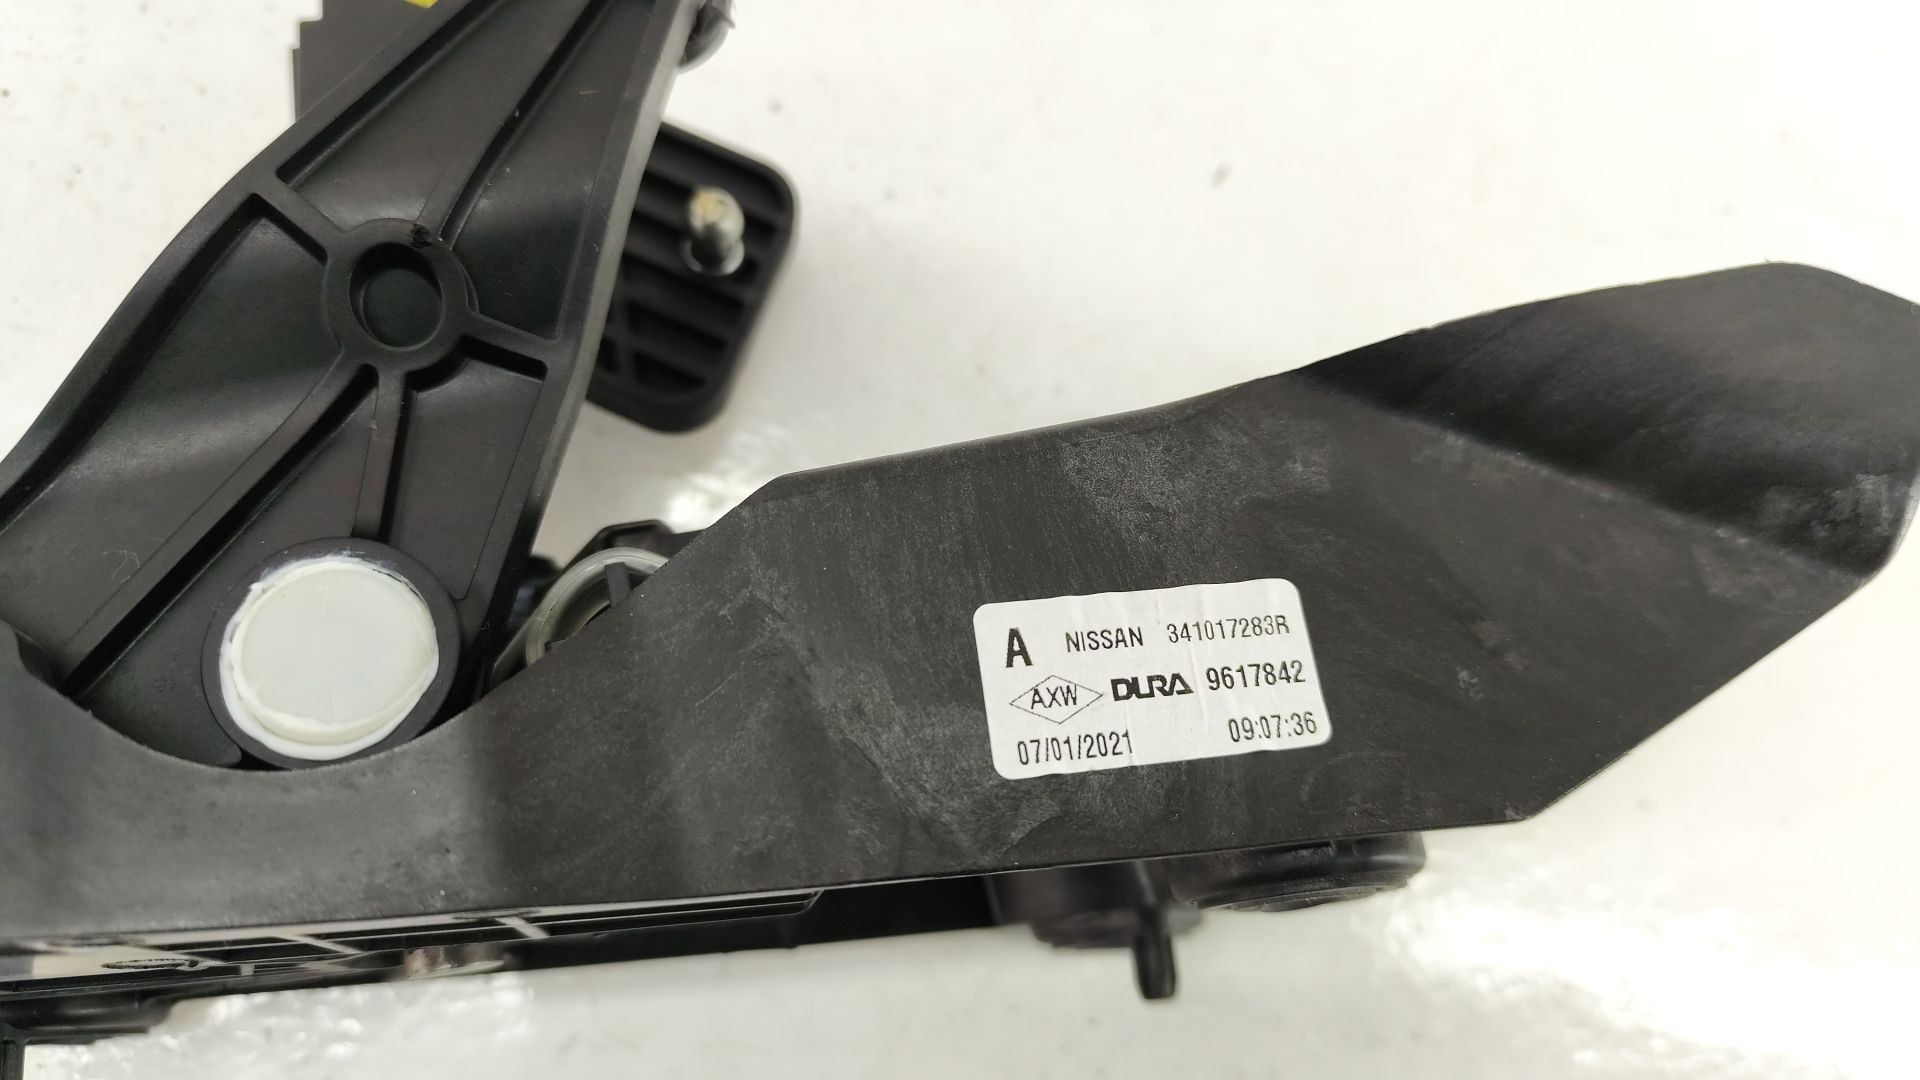 A NISSAN 341017283R
AXW DURA 9617842
07/01/2021 09:07:36